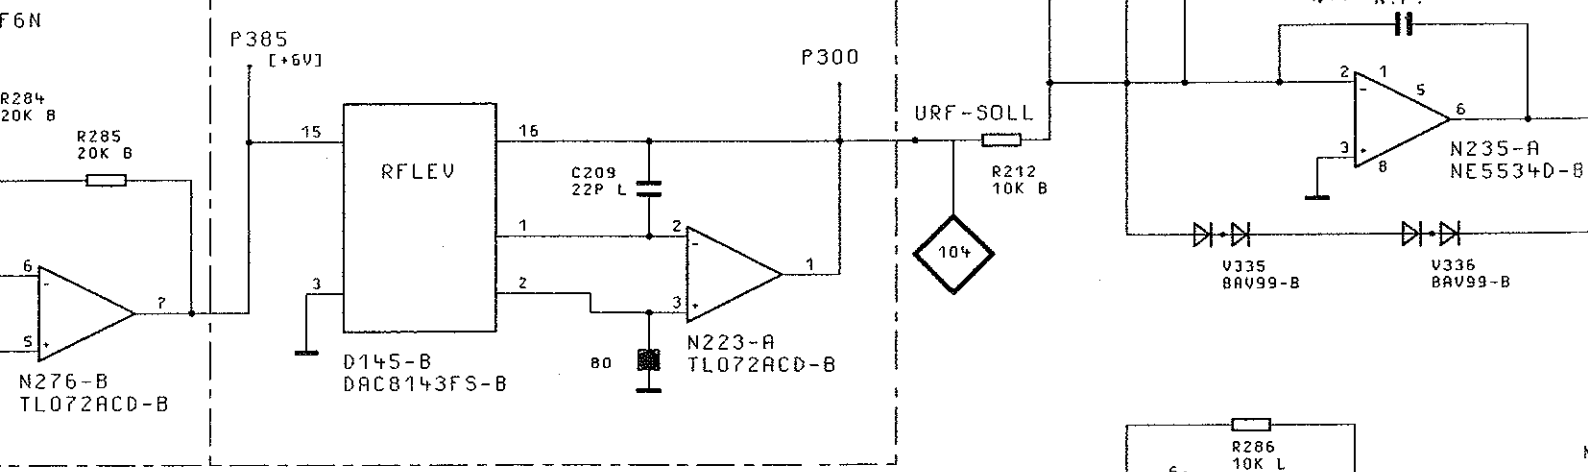 F6N
P385
[+6V]
P300
R284
20K B
R285
20K B
15
16
RFLEV
C209
22P L
URF-SOLL
R212
10K B
104
1
2
1
3
2
3
80
D145-B
DAC8143FS-B
N223-A
TL072ACD-B
6
7
5
N276-B
TL072ACD-B
2
1
5
6
3
8
N235-A
NE5534D-B
V335
BAV99-B
V336
BAV99-B
R286
10K L